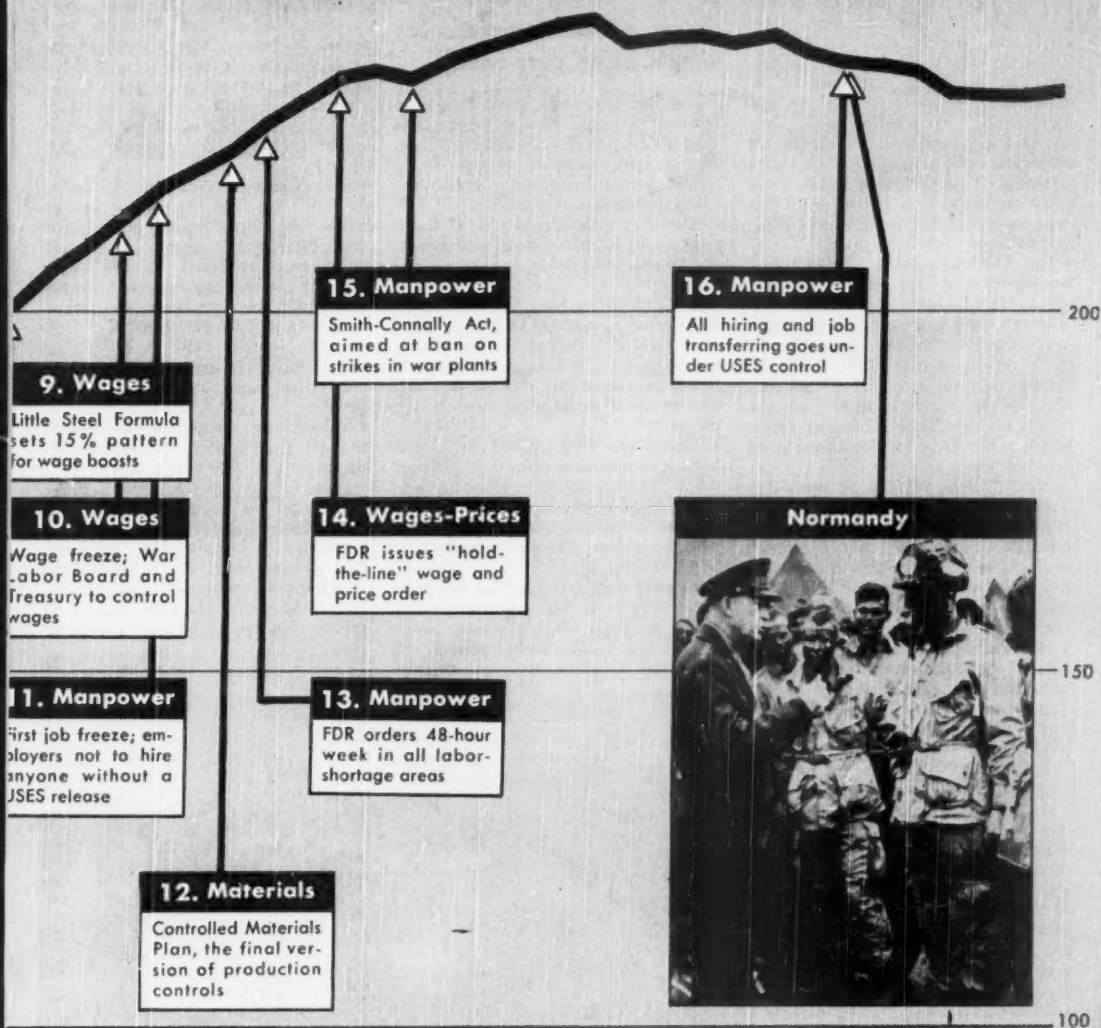 15. Manpower
Smith-Connally Act,
aimed at ban on
strikes in war plants
16. Manpower
All hiring and job
transferring goes un-
der USES control
200
9. Wages
Little Steel Formula
sets 15% pattern
for wage boosts
10. Wages
Wage freeze; War
Labor Board and
Treasury to control
wages
14. Wages-Prices
FDR issues "hold-
the-line" wage and
price order
Normandy
150
11. Manpower
First job freeze; em-
ployers not to hire
anyone without a
USES release
13. Manpower
FDR orders 48-hour
week in all labor-
shortage areas
12. Materials
Controlled Materials
Plan, the final ver-
sion of production
controls
100